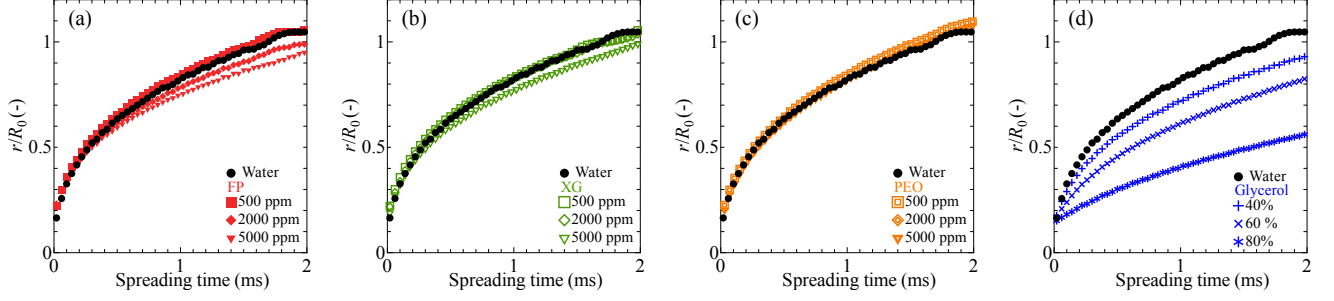 (a)
1
0.5
0
r/R0 (-)
Water
FP
500 ppm
2000 ppm
5000 ppm
0
1
2
Spreading time (ms)
(b)
1
0.5
0
r/R0 (-)
Water
XG
500 ppm
2000 ppm
5000 ppm
0
1
2
Spreading time (ms)
(c)
1
0.5
0
r/R0 (-)
Water
PEO
500 ppm
2000 ppm
5000 ppm
0
1
2
Spreading time (ms)
(d)
1
0.5
0
r/R0 (-)
Water
Glycerol
40%
60 %
80%
0
1
2
Spreading time (ms)